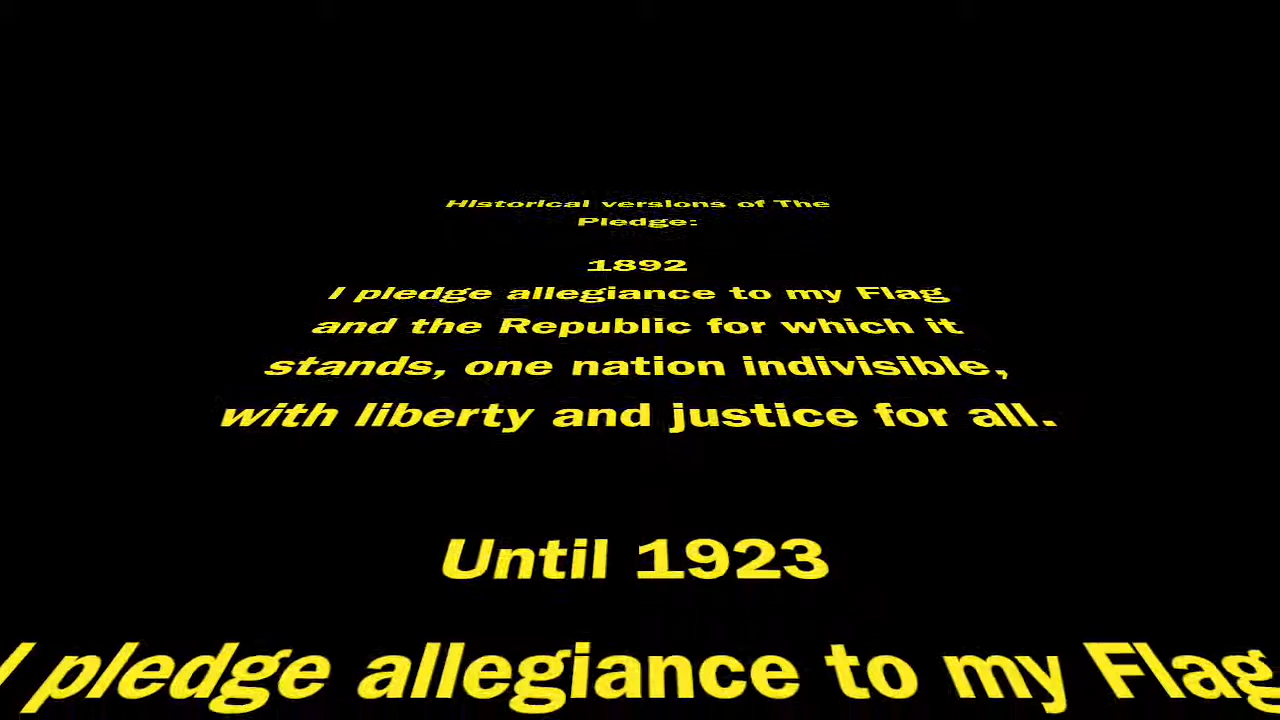 Historical versions of The
Pledge:
1892
I pledge allegiance to my Flag
and the Republic for which it
stands, one nation indivisible,
with liberty and justice for all.
Until 1923
I pledge allegiance to my Flag